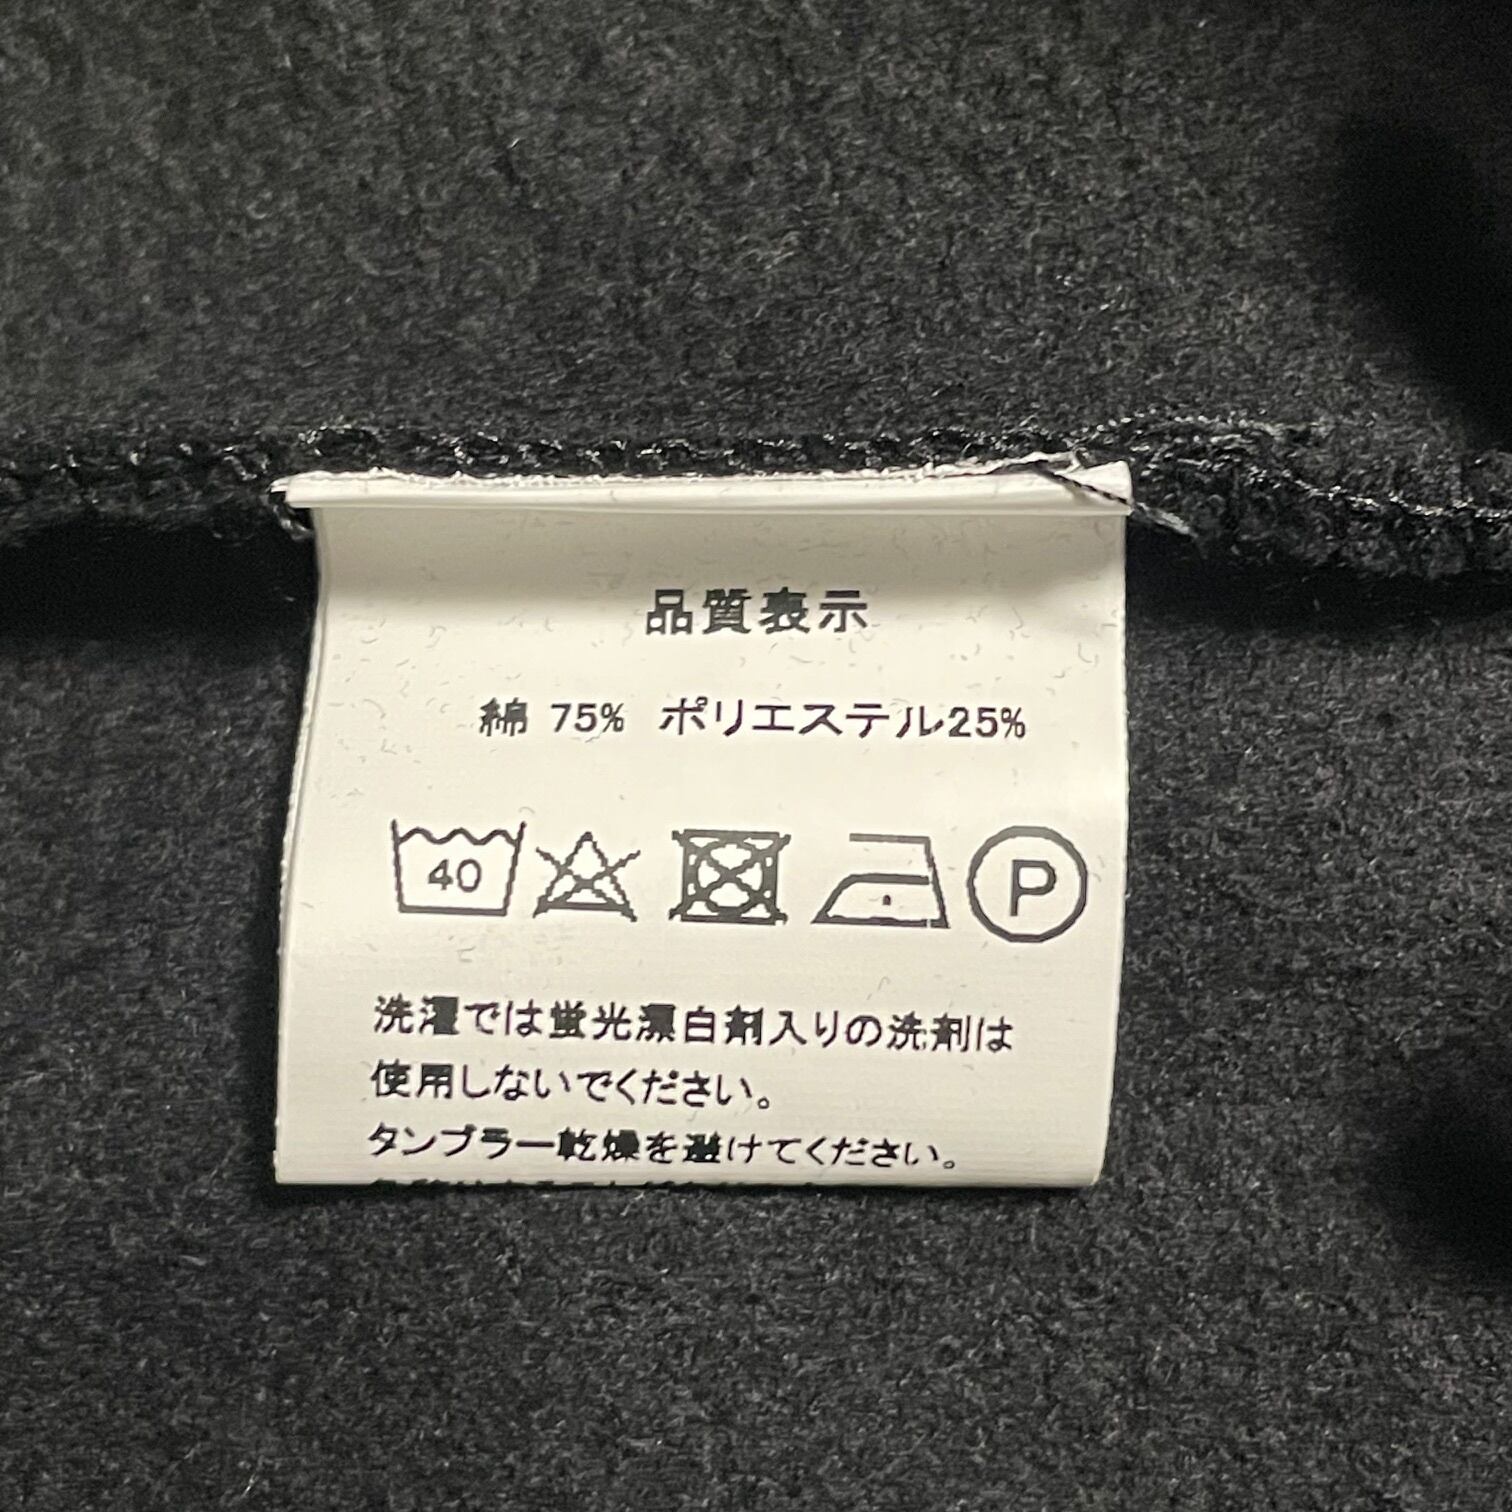 品質表示
綿 75% ポリエステル25%
40
P
洗濯では蛍光漂白剤入りの洗剤は
使用しないでください。
タンブラー乾燥を避けてください。